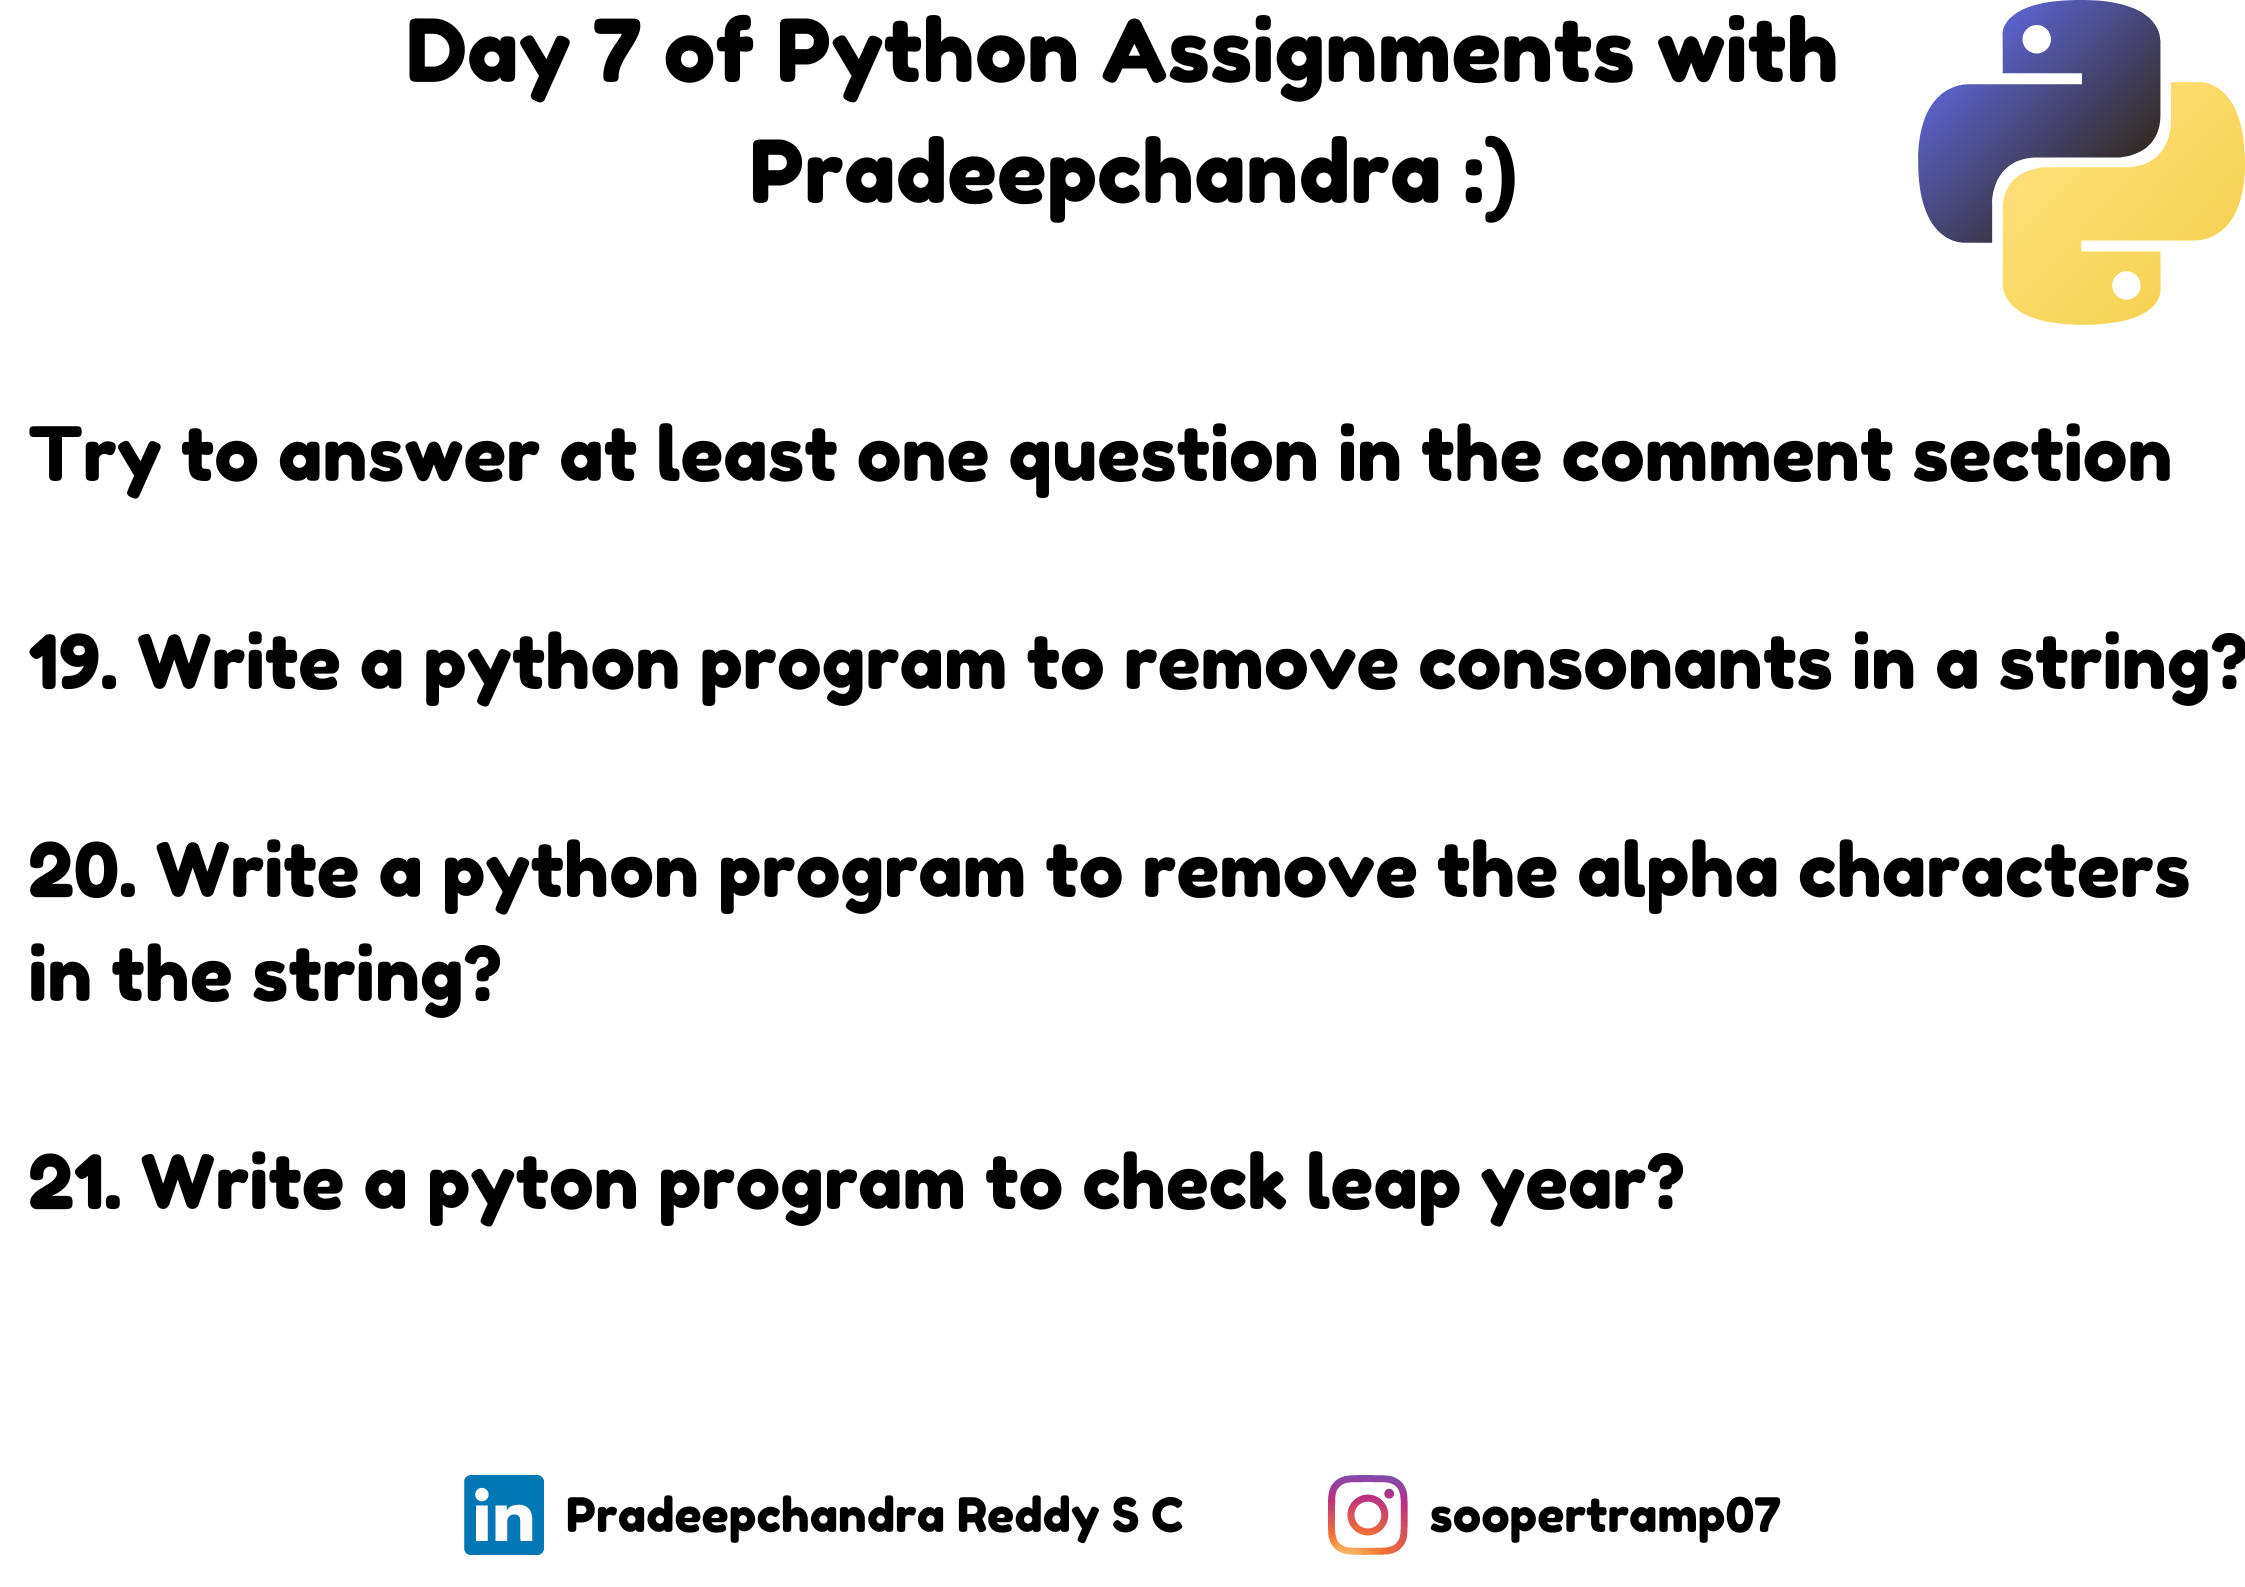 Day 7 of Python Assignments with
Pradeepchandra :)
Try to answer at least one question in the comment section
19. Write a python program to remove consonants in a string?
20. Write a python program to remove the alpha characters
in the string?
21. Write a pyton program to check leap year?
in Pradeepchandra Reddy S C
soopertramp07